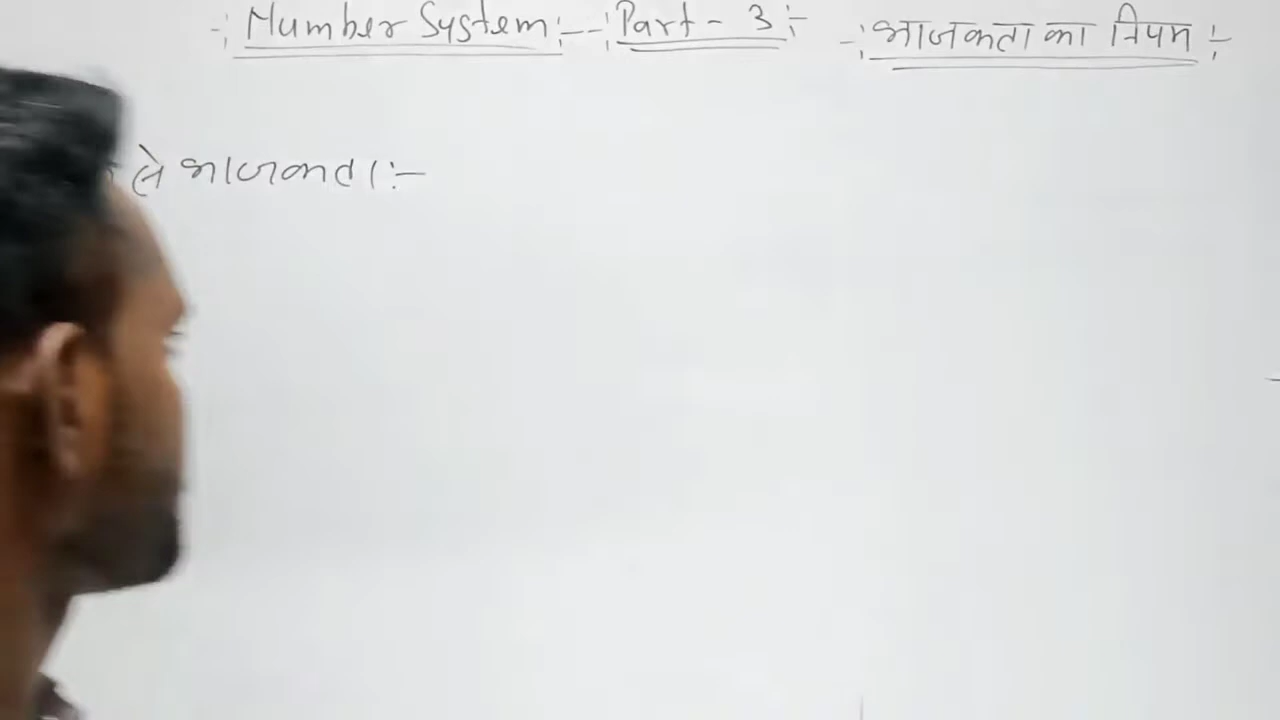 -: Number System :- -: Part - 3 :- -: भाजकता का नियम :-
से भाजकता :-